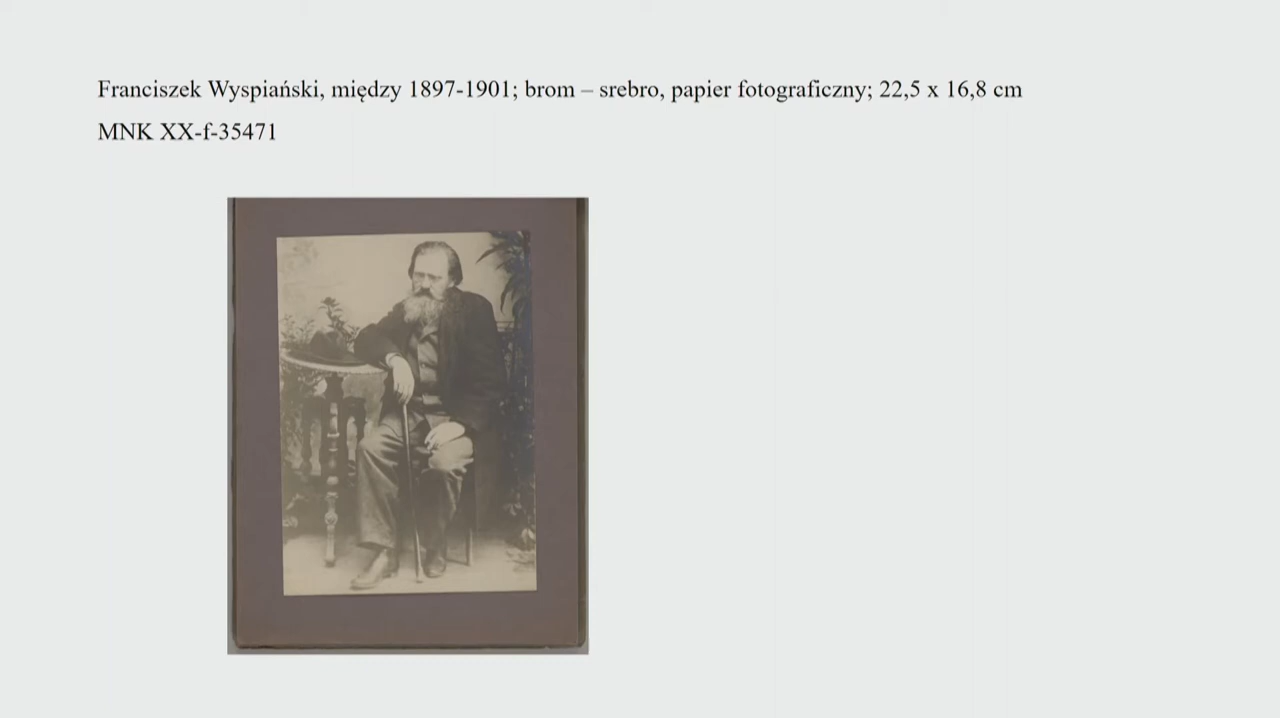 Franciszek Wyspiański, między 1897-1901; brom – srebro, papier fotograficzny; 22,5 x 16,8 cm
MNK XX-f-35471